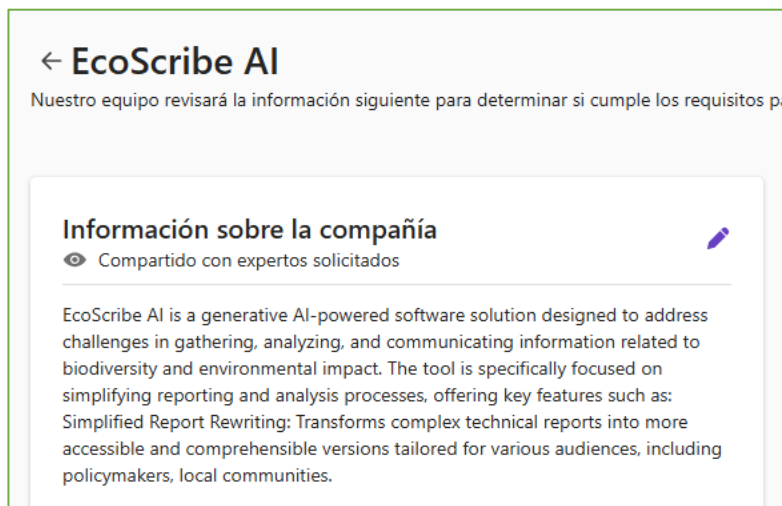 ← EcoScribe AI
Nuestro equipo revisará la información siguiente para determinar si cumple los requisitos
Información sobre la compañía
Compartido con expertos solicitados
EcoScribe AI is a generative AI-powered software solution designed to address
challenges in gathering, analyzing, and communicating information related to
biodiversity and environmental impact. The tool is specifically focused on
simplifying reporting and analysis processes, offering key features such as:
Simplified Report Rewriting: Transforms complex technical reports into more
accessible and comprehensible versions tailored for various audiences, including
policymakers, local communities.